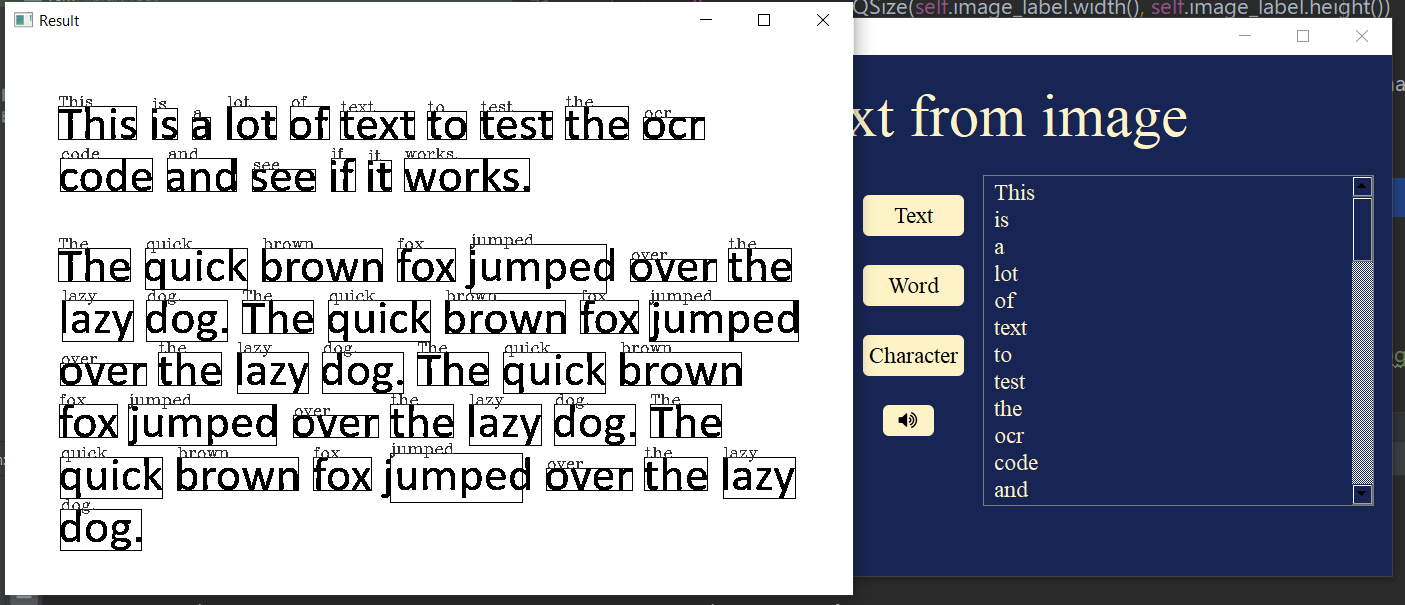 QSize(self.image_label.width(), self.image_label.height())
Result
This is a lot of text to test the ocr
This is a lot of text to test the ocr
code and see if it works.
code and see if it works.
The quick brown fox jumped over the
The quick brown fox jumped over the
lazy dog. The quick brown fox jumped
lazy dog. The quick brown fox jumped
over the lazy dog. The quick brown
over the lazy dog. The quick brown
fox jumped over the lazy dog. The
fox jumped over the lazy dog. The
quick brown fox jumped over the lazy
quick brown fox jumped over the lazy
dog.
dog.
xt from image
Text
Word
Character
This
is
a
lot
of
text
to
test
the
ocr
code
and